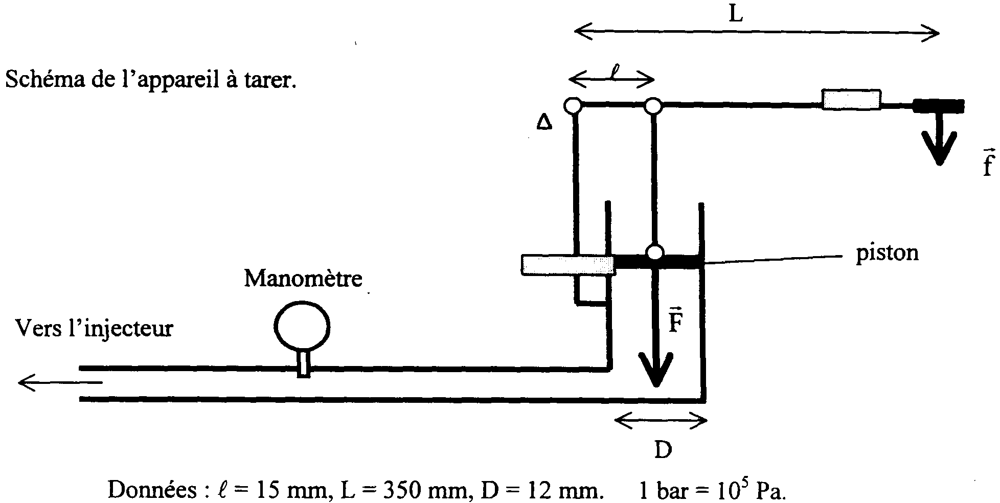 L
Schéma de l'appareil à tarer.
ℓ
Δ
f
piston
Manomètre
Vers l'injecteur
F
D
Données : ℓ = 15 mm, L = 350 mm, D = 12 mm. 1 bar = 10⁵ Pa.